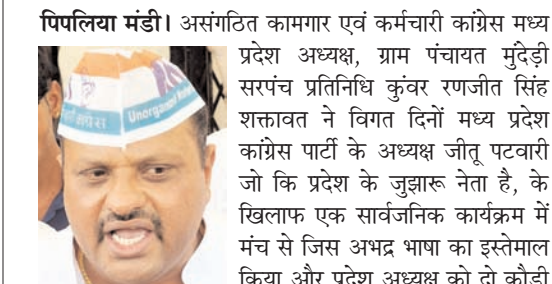 पिपलिया मंडी। असंगठित कामगार एवं कर्मचारी कांग्रेस मध्य
प्रदेश अध्यक्ष, ग्राम पंचायत मुंदेड़ी
सरपंच प्रतिनिधि कुंवर रणजीत सिंह
शक्तावत ने विगत दिनों मध्य प्रदेश
कांग्रेस पार्टी के अध्यक्ष जीतू पटवारी
जो कि प्रदेश के जुझारू नेता है, के
खिलाफ एक सार्वजनिक कार्यक्रम में
मंच से जिस अभद्र भाषा का इस्तेमाल
किया और प्रदेश अध्यक्ष को दो कौड़ी
Unorganised